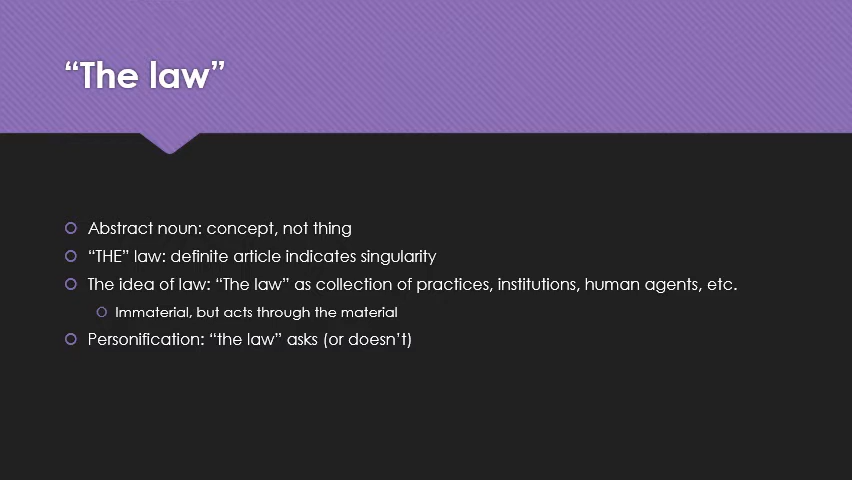 “The law”
Abstract noun: concept, not thing
“THE” law: definite article indicates singularity
The idea of law: “The law” as collection of practices, institutions, human agents, etc.
Immaterial, but acts through the material
Personification: “the law” asks (or doesn’t)